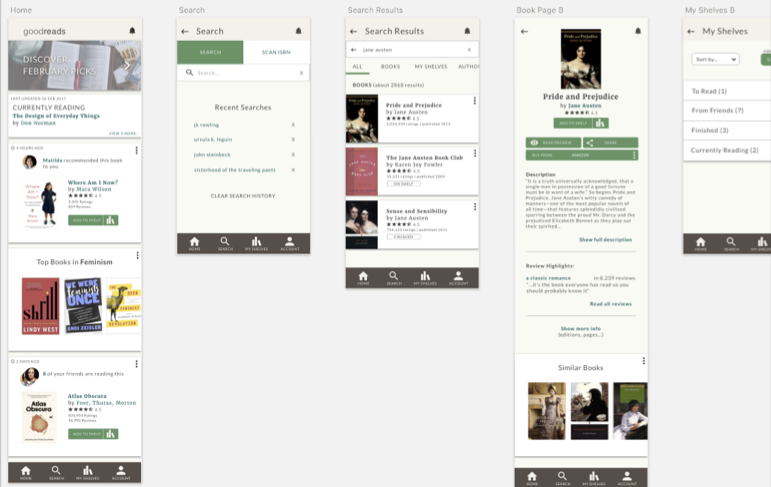 Home
goodreads
DISCOVER
FEBRUARY PICKS
LAST UPDATED 16 FEB 2017
CURRENTLY READING
The Design of Everyday Things
by Don Norman
VIEW 2 MORE...
4 HOURS AGO
Matilda recommended this book
to you
Where Am I Now?
by Mara Wilson
4.5
ADD TO SHELF
Top Books in Feminism
shrill
LINDY WEST
WE WERE
FEMINISTS
ONCE
ANDI ZEISLER
2 DAYS AGO
8 of your friends are reading this
Atlas Obscura
by Foer, Thuras, Morton
4.5
ADD TO SHELF
HOME
SEARCH
MY SHELVES
ACCOUNT
Search
Search
SEARCH
SCAN ISBN
Search...
x
Recent Searches
jk rowling
x
ursula k. leguin
x
john steinbeck
x
sisterhood of the traveling pants
x
CLEAR SEARCH HISTORY
HOME
SEARCH
MY SHELVES
ACCOUNT
Search Results
Search Results
jane austen
x
ALL
BOOKS
MY SHELVES
AUTHO
BOOKS (about 2868 results)
Pride and Prejudice
by Jane Austen
4.5
The Jane Austen Book Club
by Karen Joy Fowler
4.5
ON SHELF
Sense and Sensibility
by Jane Austen
4.5
FINISHED
HOME
SEARCH
MY SHELVES
ACCOUNT
Book Page B
Pride and Prejudice
Pride and Prejudice
by Jane Austen
4.5
ADD TO SHELF
READ PREVIEW
SHARE
AMAZON
Description
"It is a truth universally acknowledged, that a
single man in possession of a good fortune
must be in want of a wife." So begins Pride and
Prejudice, Jane Austen's witty comedy of
manners—one of the most popular novels of
all time—that features splendidly civilized
sparring between the proud Mr. Darcy and the
prejudiced Elizabeth Bennet as they play out
their spirited...
Show full description
Review Highlights:
a classic romance
in 8,239 reviews
"...it's the book everyone has read so you
should probably know it"
Read all reviews
Show more info
(editions, pages...)
Similar Books
HOME
SEARCH
MY SHELVES
ACCOUNT
My Shelves B
My Shelves
Sort by...
To Read (1)
From Friends (7)
Finished (3)
Currently Reading (2)
HOME
SEARCH